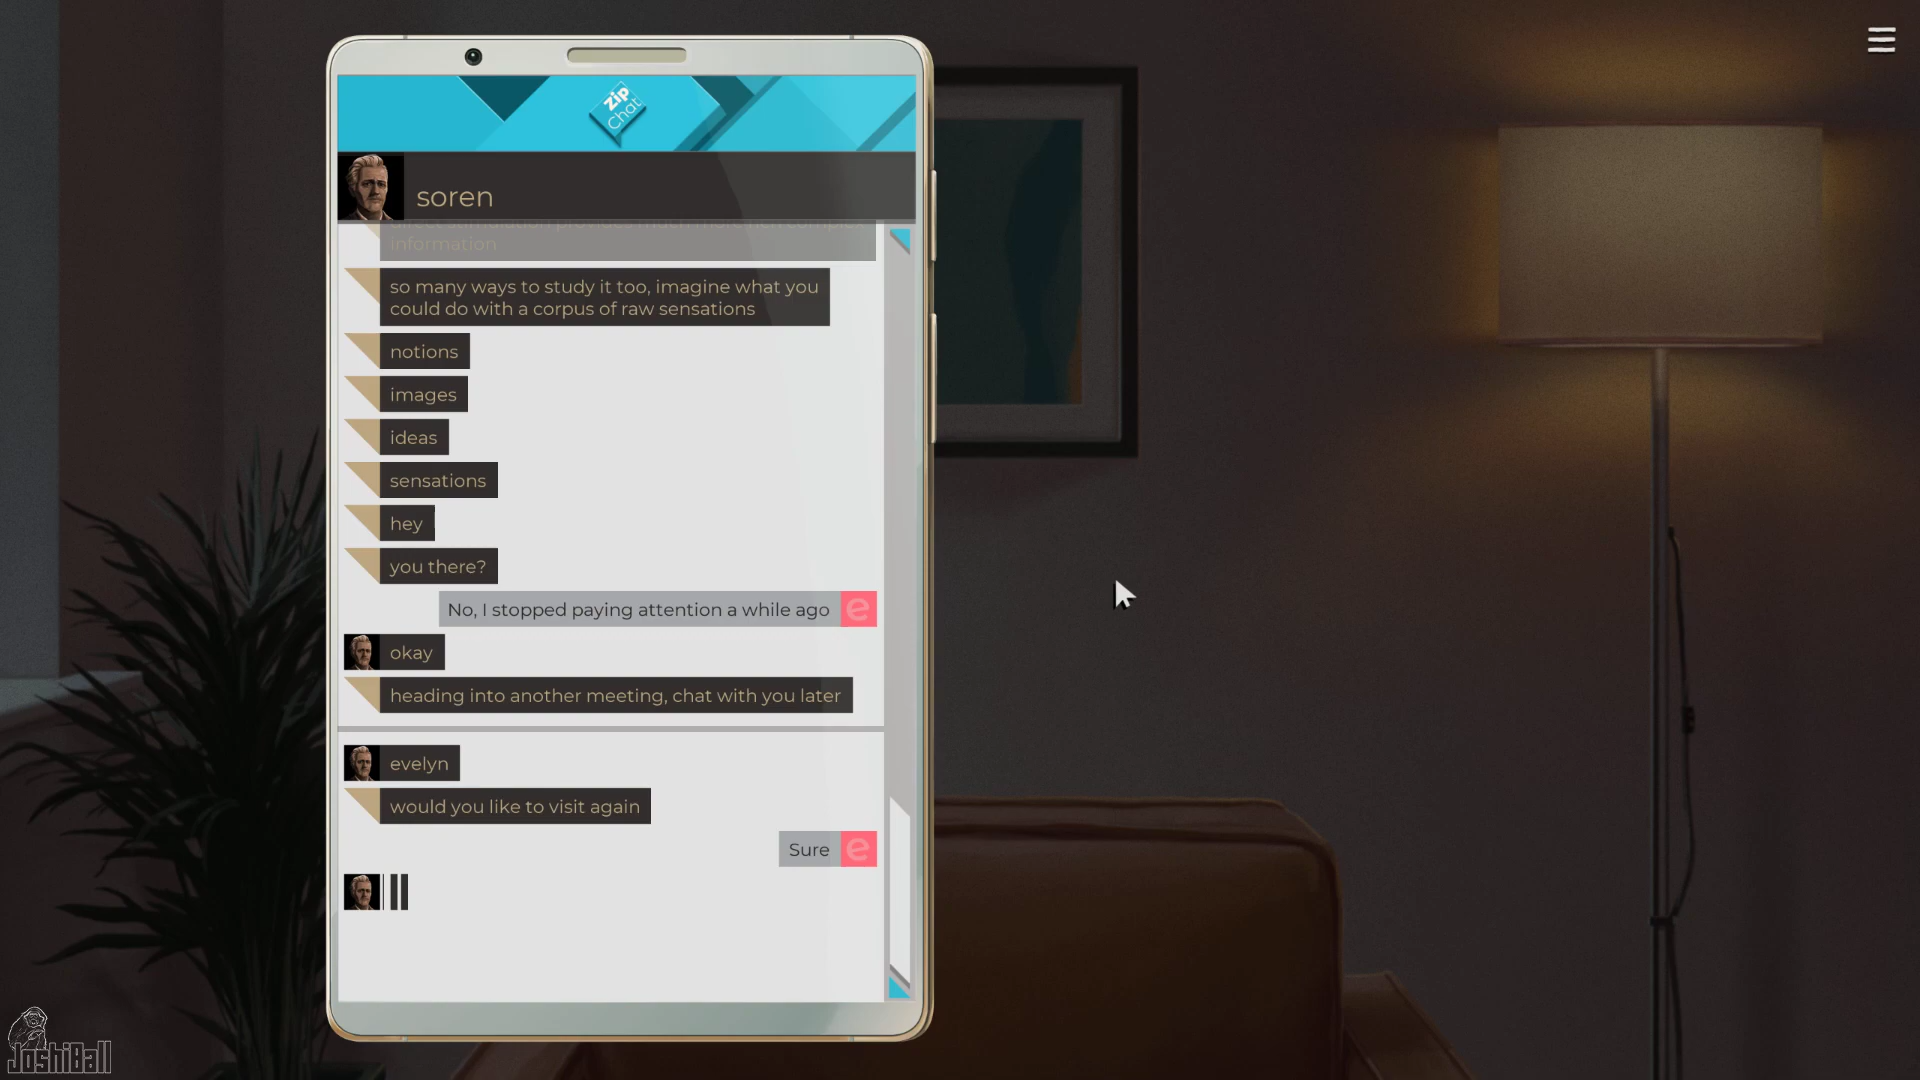 zip
Chat
soren
information
so many ways to study it too, imagine what you
could do with a corpus of raw sensations
notions
images
ideas
sensations
hey
you there?
No, I stopped paying attention a while ago
e
okay
heading into another meeting, chat with you later
evelyn
would you like to visit again
Sure
e
JoshiBall